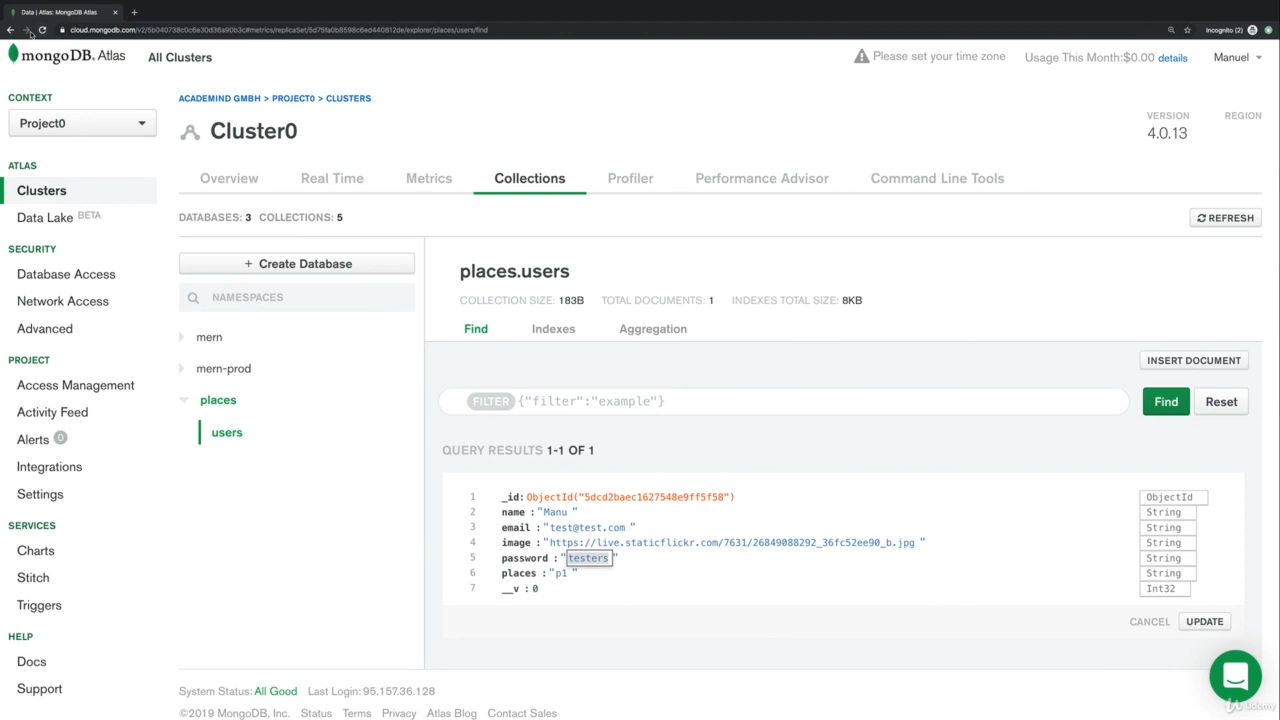 Data | Atlas: MongoDB Atlas
cloud.mongodb.com/v2/5b040738c0c6e30d36a90b3c#metrics/replicaSet/5d75fa0b8598c6ed440812de/explorer/places/users/find
Incognito (2)
mongoDB. Atlas
All Clusters
Please set your time zone
Usage This Month:$0.00 details
Manuel
CONTEXT
Project0
ATLAS
Clusters
Data Lake BETA
SECURITY
Database Access
Network Access
Advanced
PROJECT
Access Management
Activity Feed
Alerts 0
Integrations
Settings
SERVICES
Charts
Stitch
Triggers
HELP
Docs
Support
ACADEMIND GMBH > PROJECT0 > CLUSTERS
Cluster0
VERSION
4.0.13
REGION
Overview Real Time Metrics Collections Profiler Performance Advisor Command Line Tools
DATABASES: 3 COLLECTIONS: 5
REFRESH
+ Create Database
NAMESPACES
mern
mern-prod
places
users
places.users
COLLECTION SIZE: 183B TOTAL DOCUMENTS: 1 INDEXES TOTAL SIZE: 8KB
Find Indexes Aggregation
INSERT DOCUMENT
FILTER {"filter":"example"}
Find
Reset
QUERY RESULTS 1-1 OF 1
1 _id: ObjectId("5dcd2baec1627548e9ff5f58") ObjectId
2 name : "Manu " String
3 email : "test@test.com " String
4 image : "https://live.staticflickr.com/7631/26849088292_36fc52ee90_b.jpg " String
5 password : "testers " String
6 places : "p1 " String
7 __v : 0 Int32
CANCEL UPDATE
System Status: All Good Last Login: 95.157.36.128
©2019 MongoDB, Inc. Status Terms Privacy Atlas Blog Contact Sales
Udemy